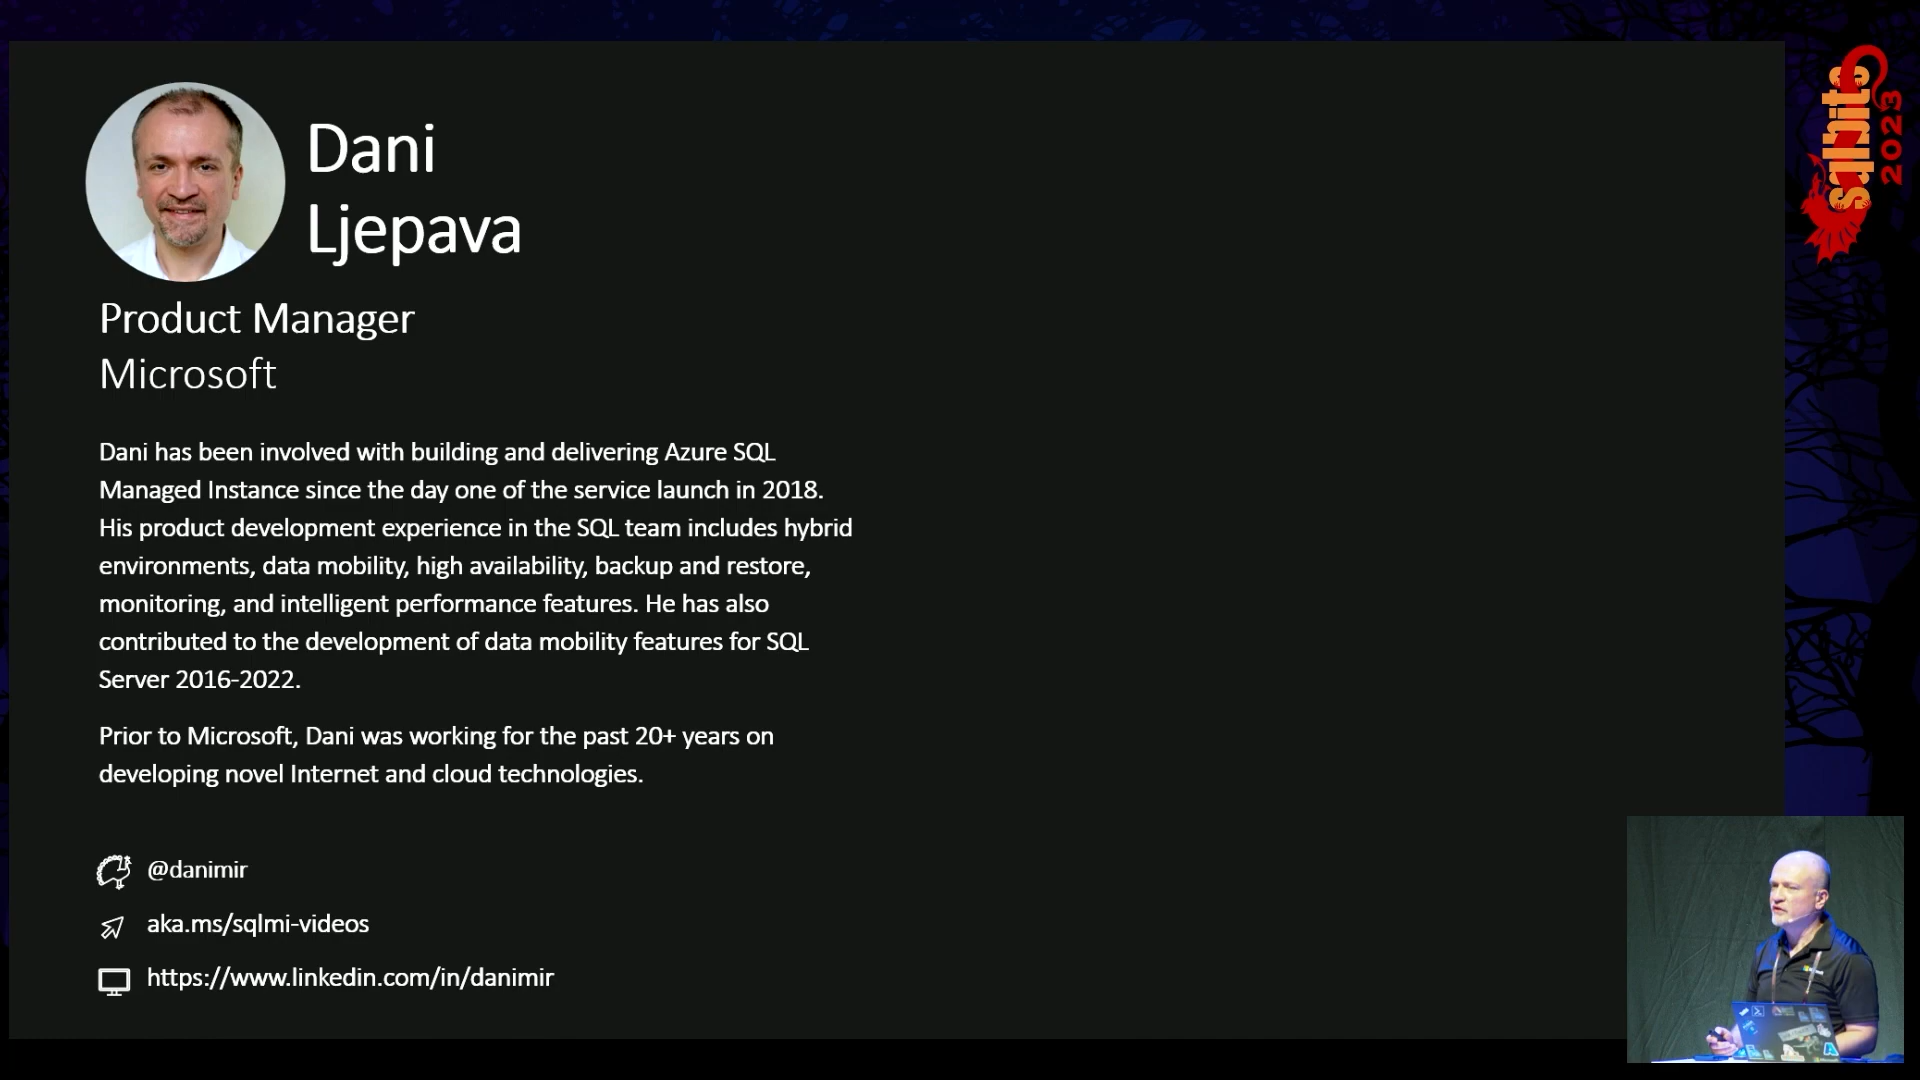 Dani
Ljepava
Product Manager
Microsoft
Dani has been involved with building and delivering Azure SQL
Managed Instance since the day one of the service launch in 2018.
His product development experience in the SQL team includes hybrid
environments, data mobility, high availability, backup and restore,
monitoring, and intelligent performance features. He has also
contributed to the development of data mobility features for SQL
Server 2016-2022.
Prior to Microsoft, Dani was working for the past 20+ years on
developing novel Internet and cloud technologies.
@danimir
aka.ms/sqlmi-videos
https://www.linkedin.com/in/danimir
sqlbits
2023